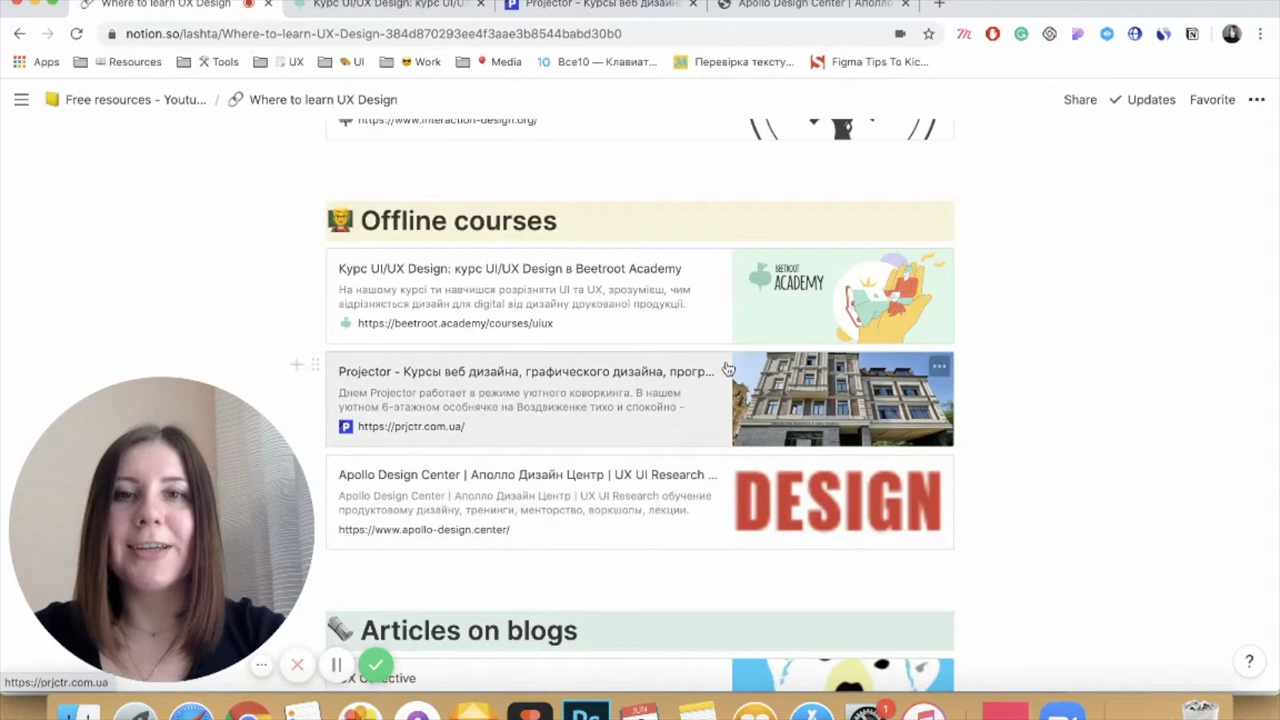 Where to learn UX Design
Курс UI/UX Design: курс UI/UX
Projector – Курсы веб дизайн
Apollo Design Center | Аполло
notion.so/lashta/Where-to-learn-UX-Design-384d870293ee4f3aae3b8544babd30b0
Apps
Resources
Tools
UX
UI
Work
Media
10 Все10 — Клавиат...
Перевірка тексту...
Figma Tips To Kic...
Free resources - Youtu... / Where to learn UX Design
Share
Updates
Favorite
https://www.interaction-design.org/
Offline courses
Курс UI/UX Design: курс UI/UX Design в Beetroot Academy
На нашому курсі ти навчишся розрізняти UI та UX, зрозумієш, чим
відрізняється дизайн для digital від дизайну друкованої продукції.
https://beetroot.academy/courses/uiux
BEETROOT
ACADEMY
Projector - Курсы веб дизайна, графического дизайна, прогр...
Днем Projector работает в режиме уютного коворкинга. В нашем
уютном 6-этажном особнячке на Воздвиженке тихо и спокойно -
P https://prjctr.com.ua/
Apollo Design Center | Аполло Дизайн Центр | UX UI Research ...
Apollo Design Center | Аполло Дизайн Центр | UX UI Research обучение
продуктовому дизайну, тренинги, менторство, воркшопы, лекции.
https://www.apollo-design.center/
DESIGN
Articles on blogs
UX Collective
https://prjctr.com.ua
?
Ps
JUN
1